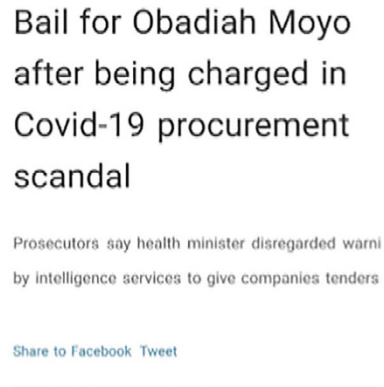 Bail for Obadiah Moyo
after being charged in
Covid-19 procurement
scandal
Prosecutors say health minister disregarded warni
by intelligence services to give companies tenders
Share to Facebook Tweet